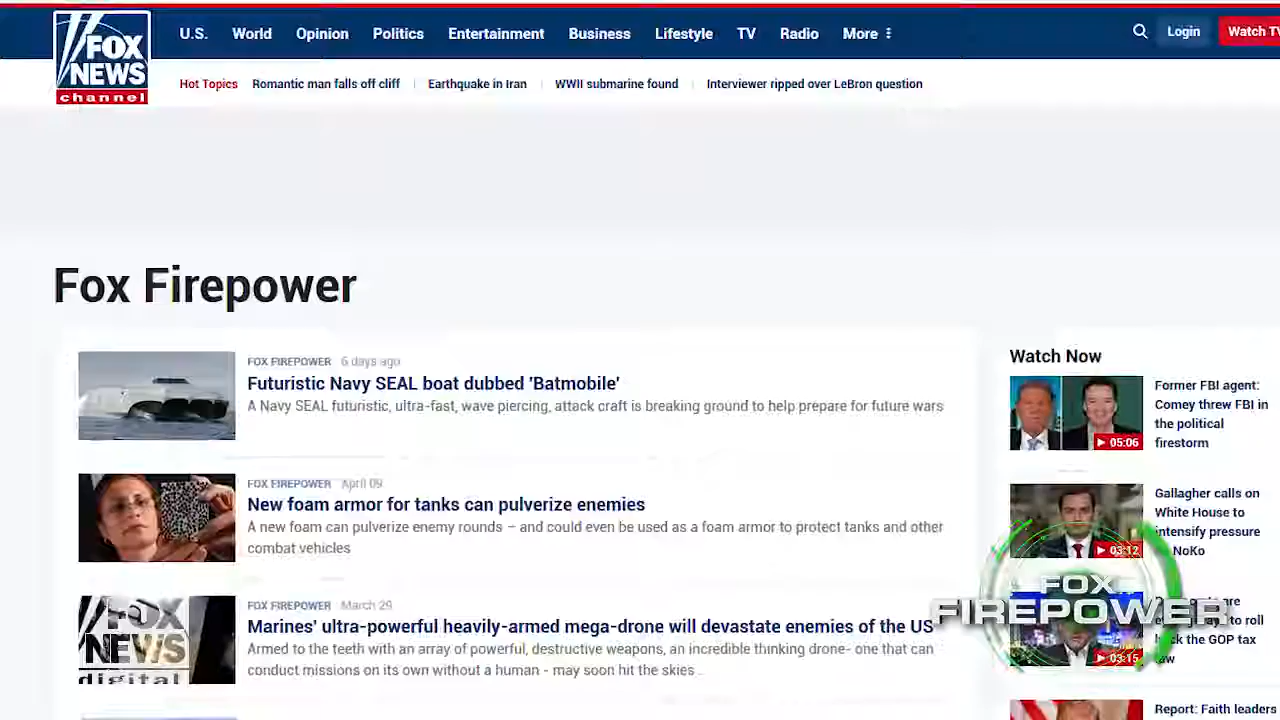 FOX
NEWS
channel
U.S. World Opinion Politics Entertainment Business Lifestyle TV Radio More Login Watch TV
Hot Topics Romantic man falls off cliff Earthquake in Iran WWII submarine found Interviewer ripped over LeBron question
Fox Firepower
FOX FIREPOWER 6 days ago
Futuristic Navy SEAL boat dubbed 'Batmobile'
A Navy SEAL futuristic, ultra-fast, wave piercing, attack craft is breaking ground to help prepare for future wars
FOX FIREPOWER April 09
New foam armor for tanks can pulverize enemies
A new foam can pulverize enemy rounds – and could even be used as a foam armor to protect tanks and other
combat vehicles
FOX FIREPOWER March 29
Marines' ultra-powerful heavily-armed mega-drone will devastate enemies of the US
Armed to the teeth with an array of powerful, destructive weapons, an incredible thinking drone- one that can
conduct missions on its own without a human - may soon hit the skies ..
FOX
NEWS
digital
Watch Now
Former FBI agent:
Comey threw FBI in
the political
firestorm
05:06
Gallagher calls on
White House to
intensify pressure
NoKo
03:12
are
to roll
the GOP tax
03:15
Report: Faith leaders
FOX
FIREPOWER